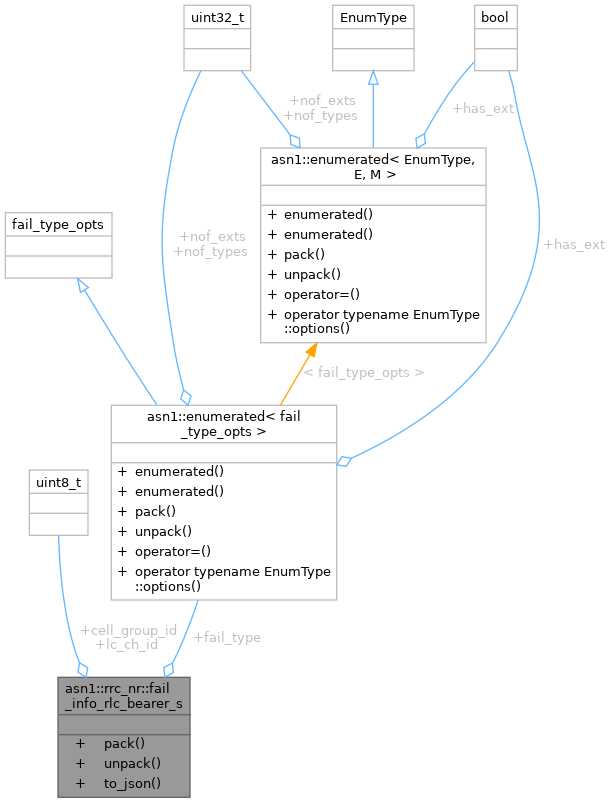 uint32_t
EnumType
bool
+nof_exts
+nof_types
+has_ext
asn1::enumerated< EnumType,
E, M >
+ enumerated()
+ enumerated()
+ pack()
+ unpack()
+ operator=()
+ operator typename EnumType
::options()
fail_type_opts
+nof_exts
+nof_types
+has_ext
< fail_type_opts >
asn1::enumerated< fail
_type_opts >
+ enumerated()
+ enumerated()
+ pack()
+ unpack()
+ operator=()
+ operator typename EnumType
::options()
uint8_t
+cell_group_id
+lc_ch_id
+fail_type
asn1::rrc_nr::fail
_info_rlc_bearer_s
+ pack()
+ unpack()
+ to_json()